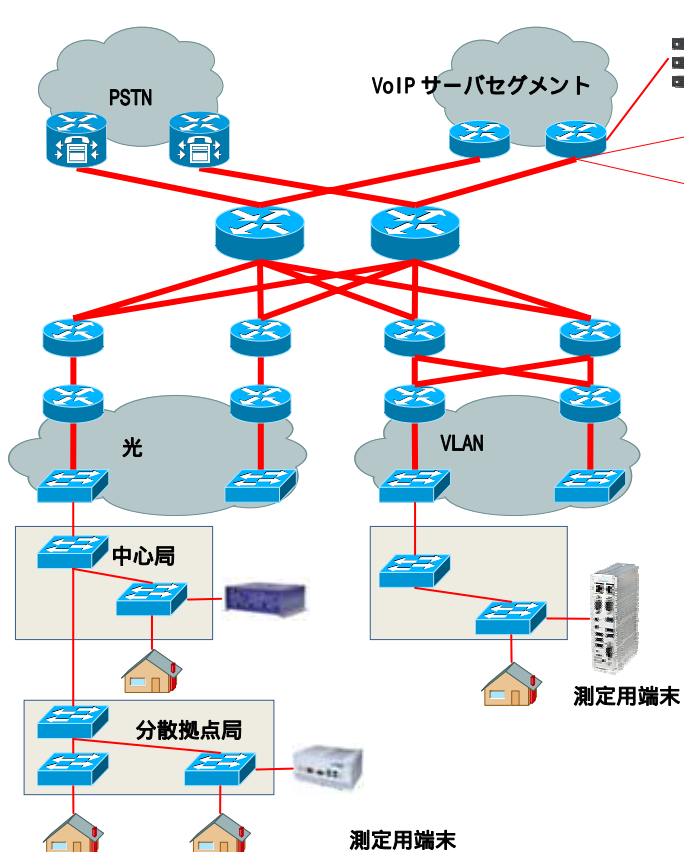 PSTN
VoIP サーバセグメント
光
VLAN
中心局
測定用端末
分散拠点局
測定用端末